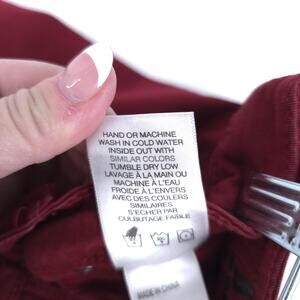 HAND OR MACHINE
WASH IN COLD WATER
INSIDE OUT WITH
SIMILAR COLORS
TUMBLE DRY LOW
LAVAGE À LA MAIN OU
MACHINE À L'EAU
FROIDE À L'ENVERS
AVEC DES COULEURS
SIMILAIRES
S'ECHER PAR
CULBUTAGE FAIBLE
MADE IN CHINA